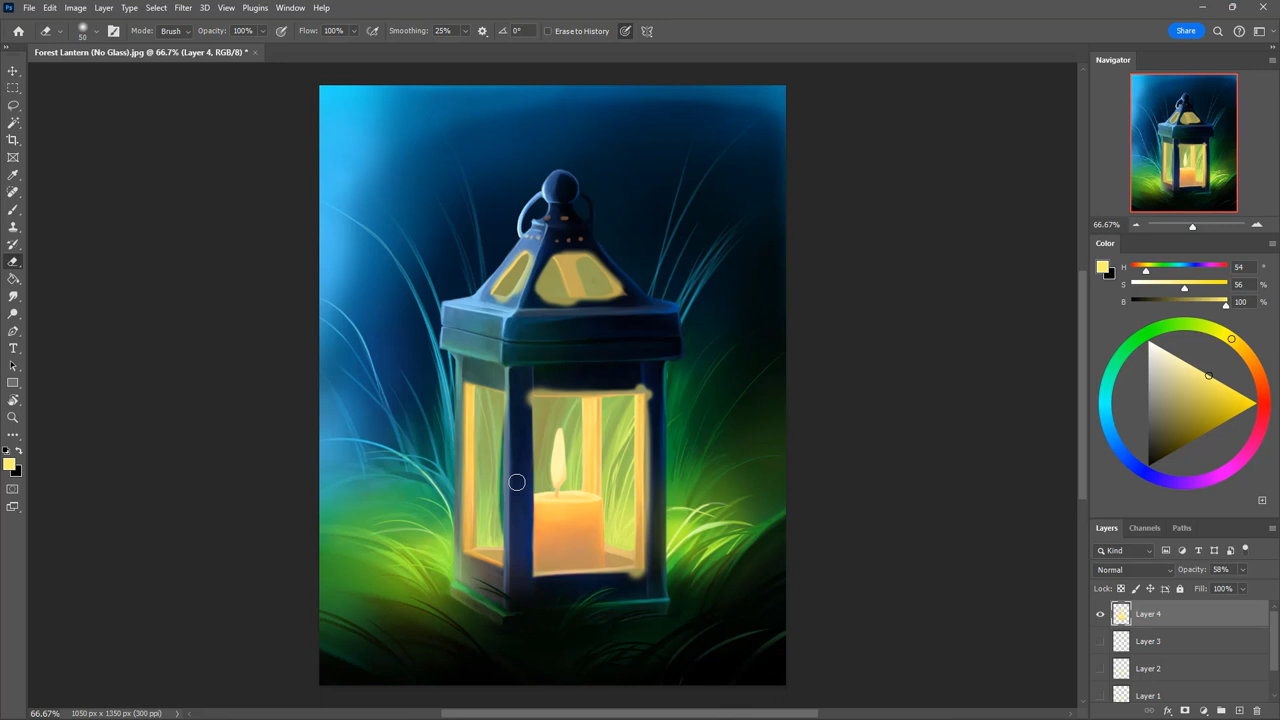 Ps File Edit Image Layer Type Select Filter 3D View Plugins Window Help
50 Mode: Brush Opacity: 100% Flow: 100% Smoothing: 25% 0° Erase to History Share
Forest Lantern (No Glass).jpg @ 66.7% (Layer 4, RGB/8) * ×
Navigator
66.67%
Color
H 54 °
S 56 %
B 100 %
Layers Channels Paths
Kind
Normal Opacity: 58%
Lock: Fill: 100%
Layer 4
Layer 3
Layer 2
Layer 1
66.67% 1050 px x 1350 px (300 ppi)